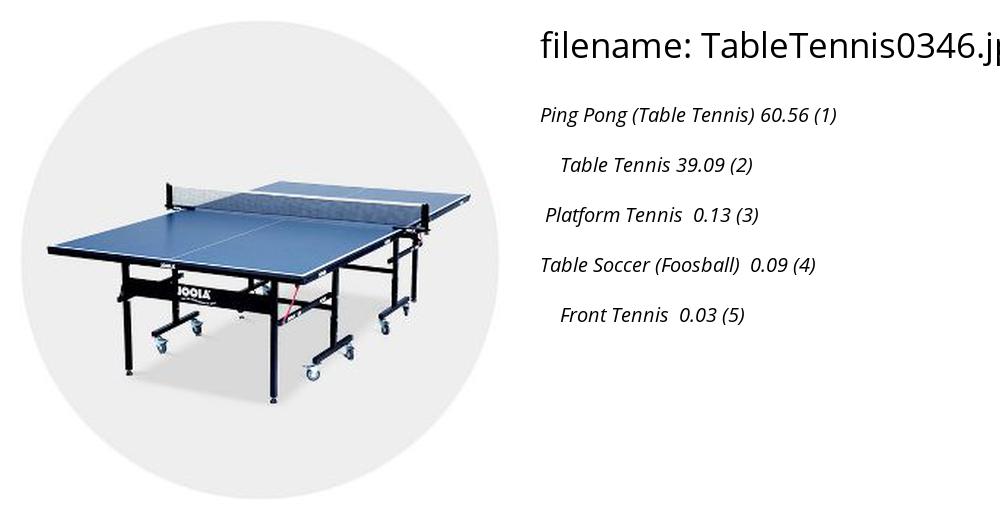 filename: TableTennis0346.jp
Ping Pong (Table Tennis) 60.56 (1)
Table Tennis 39.09 (2)
Platform Tennis 0.13 (3)
Table Soccer (Foosball) 0.09 (4)
Front Tennis 0.03 (5)
JOOLA